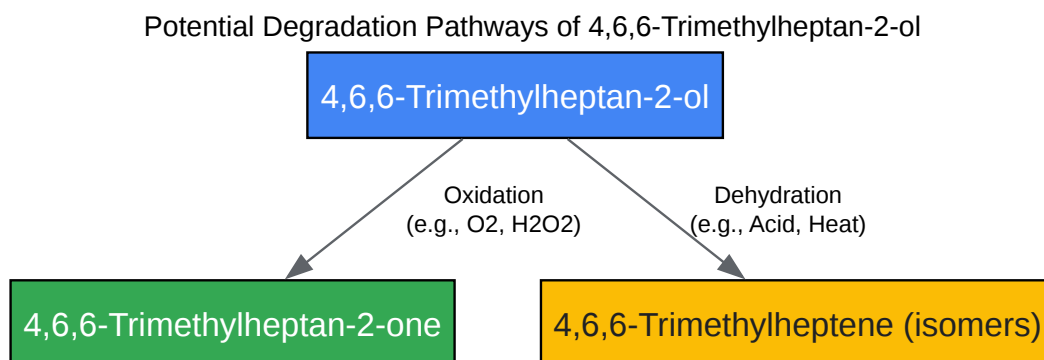 Potential Degradation Pathways of 4,6,6-Trimethylheptan-2-ol
4,6,6-Trimethylheptan-2-ol
Oxidation
(e.g., O2, H2O2)
Dehydration
(e.g., Acid, Heat)
4,6,6-Trimethylheptan-2-one
4,6,6-Trimethylheptene (isomers)